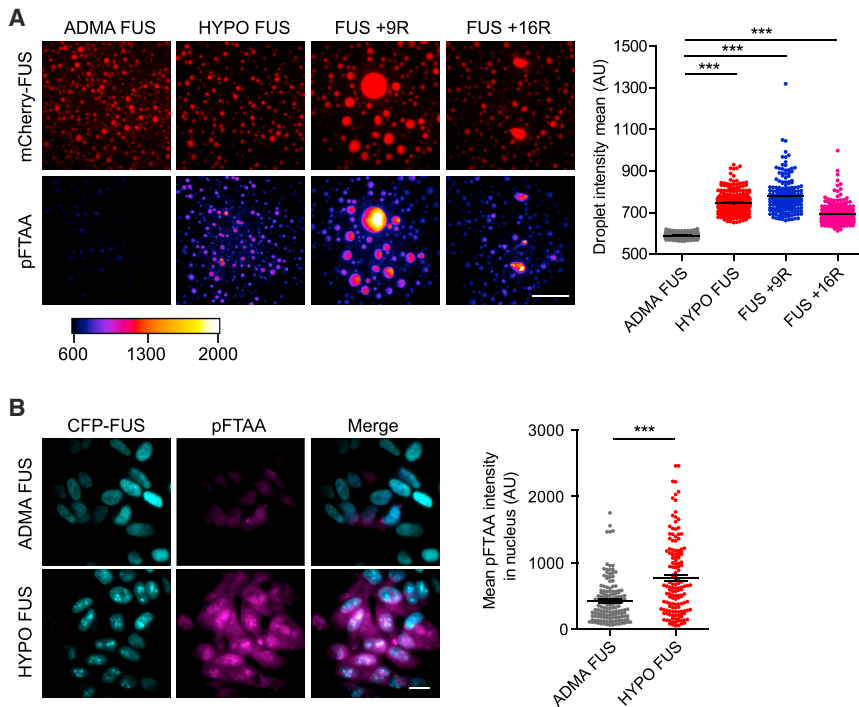 A
ADMA FUS HYPO FUS FUS +9R FUS +16R
mCherry-FUS
pFTAA
600 1300 2000
Droplet intensity mean (AU)
1500
1300
1100
900
700
500
***
***
***
ADMA FUS
HYPO FUS
FUS +9R
FUS +16R
B
CFP-FUS pFTAA Merge
ADMA FUS
HYPO FUS
Mean pFTAA intensity
in nucleus (AU)
3000
2000
1000
0
***
ADMA FUS
HYPO FUS